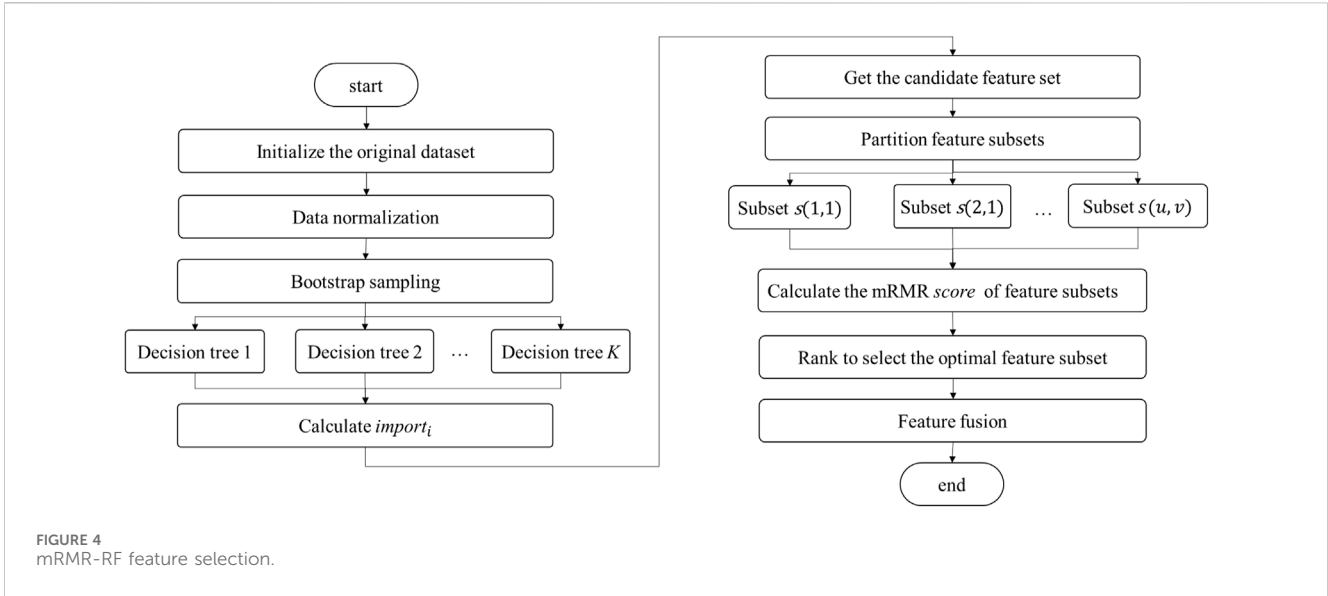 start
Initialize the original dataset
Data normalization
Bootstrap sampling
Decision tree 1
Decision tree 2
...
Decision tree K
Calculate importᵢ
Get the candidate feature set
Partition feature subsets
Subset s(1,1)
Subset s(2,1)
...
Subset s(u, v)
Calculate the mRMR score of feature subsets
Rank to select the optimal feature subset
Feature fusion
end
FIGURE 4
mRMR-RF feature selection.